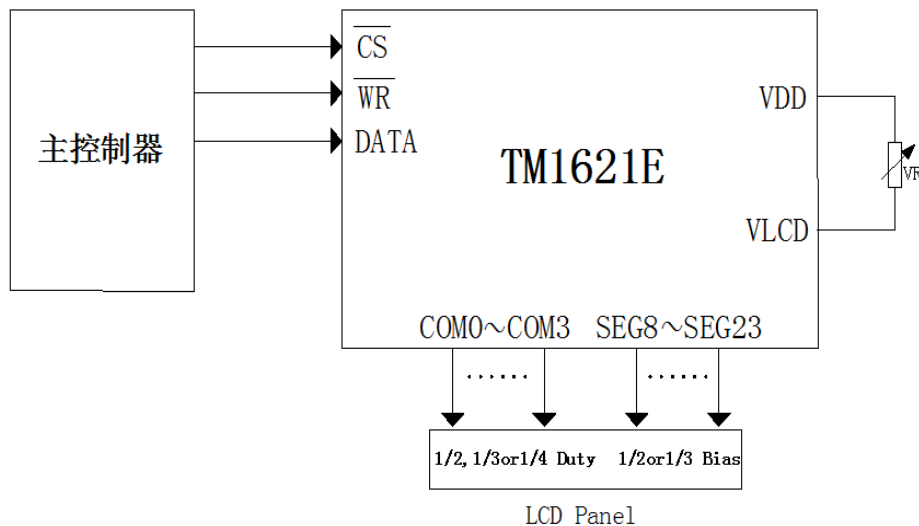 主控制器
CS
WR
DATA
TM1621E
VDD
VR
VLCD
COM0～COM3
SEG8～SEG23
1/2,1/3or1/4 Duty 1/2or1/3 Bias
LCD Panel